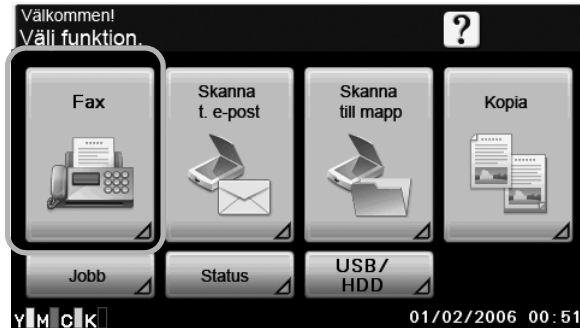 Välkommen!
Välj funktion.
?
Fax
Skanna
t. e-post
Skanna
till mapp
Kopia
Jobb
Status
USB/
HDD
Y M C K
01/02/2006 00:51